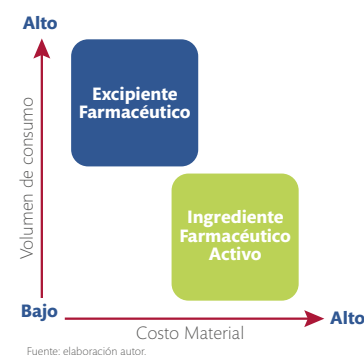 Alto
Volumen de consumo
Excipiente
Farmacéutico
Ingrediente
Farmacéutico
Activo
Bajo
Alto
Costo Material
Fuente: elaboración autor.